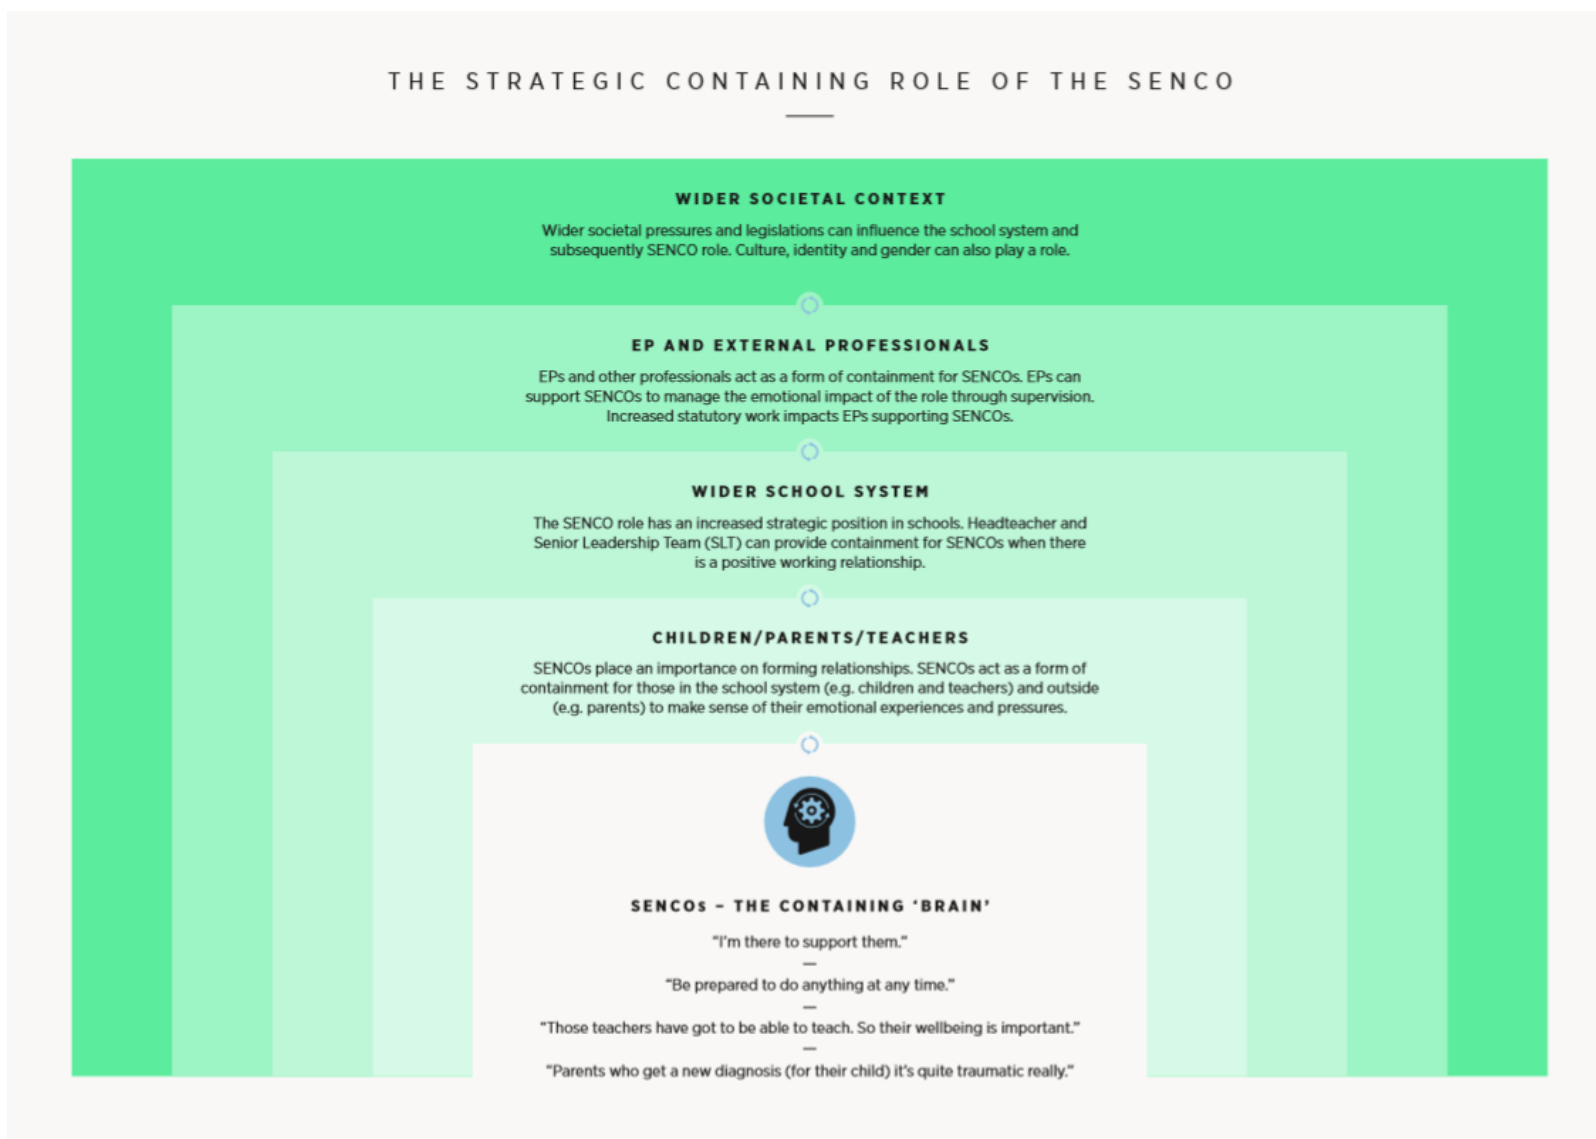 THE STRATEGIC CONTAINING ROLE OF THE SENCO
WIDER SOCIETAL CONTEXT
Wider societal pressures and legislations can influence the school system and
subsequently SENCO role. Culture, identity and gender can also play a role.
EP AND EXTERNAL PROFESSIONALS
EPs and other professionals act as a form of containment for SENCOs. EPs can
support SENCOs to manage the emotional impact of the role through supervision.
Increased statutory work impacts EPs supporting SENCOs.
WIDER SCHOOL SYSTEM
The SENCO role has an increased strategic position in schools. Headteacher and
Senior Leadership Team (SLT) can provide containment for SENCOs when there
is a positive working relationship.
CHILDREN/PARENTS/TEACHERS
SENCOs place an importance on forming relationships. SENCOs act as a form of
containment for those in the school system (e.g. children and teachers) and outside
(e.g. parents) to make sense of their emotional experiences and pressures.
SENCOs – THE CONTAINING ‘BRAIN’
“I’m there to support them.”
—
“Be prepared to do anything at any time.”
—
“Those teachers have got to be able to teach. So their wellbeing is important.”
—
“Parents who get a new diagnosis (for their child) it’s quite traumatic really.”